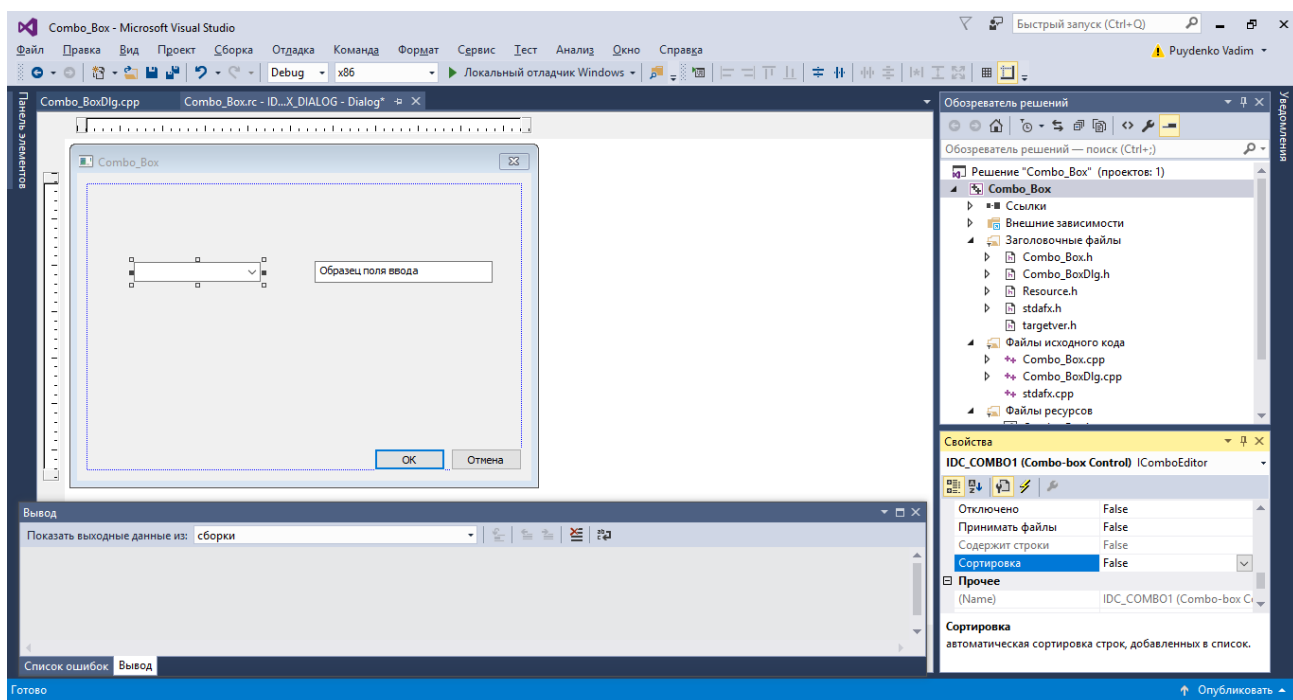 Combo_Box - Microsoft Visual Studio
Быстрый запуск (Ctrl+Q)
Файл Правка Вид Проект Сборка Отладка Команда Формат Сервис Тест Анализ Окно Справка
Puydenko Vadim
Debug x86 Локальный отладчик Windows
Панель элементов
Combo_BoxDlg.cpp Combo_Box.rc - ID...X_DIALOG - Dialog*
Combo_Box
Образец поля ввода
OK Отмена
Вывод
Показать выходные данные из: сборки
Список ошибок Вывод
Обозреватель решений
Обозреватель решений — поиск (Ctrl+;)
Решение "Combo_Box" (проектов: 1)
Combo_Box
Ссылки
Внешние зависимости
Заголовочные файлы
Combo_Box.h
Combo_BoxDlg.h
Resource.h
stdafx.h
targetver.h
Файлы исходного кода
Combo_Box.cpp
Combo_BoxDlg.cpp
stdafx.cpp
Файлы ресурсов
Свойства
IDC_COMBO1 (Combo-box Control) IComboEditor
Отключено False
Принимать файлы False
Содержит строки False
Сортировка False
Прочее
(Name) IDC_COMBO1 (Combo-box Co
Сортировка
автоматическая сортировка строк, добавленных в список.
Уведомления
Готово
Опубликовать